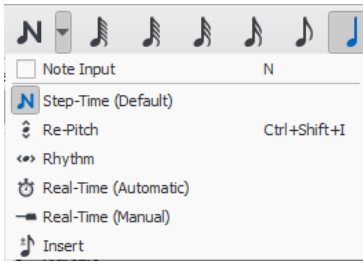 Note Input N
Step-Time (Default)
Re-Pitch Ctrl+Shift+I
Rhythm
Real-Time (Automatic)
Real-Time (Manual)
Insert